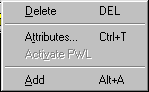 Delete DEL
Attributes... Ctrl+T
Activate PWL
Add Alt+A